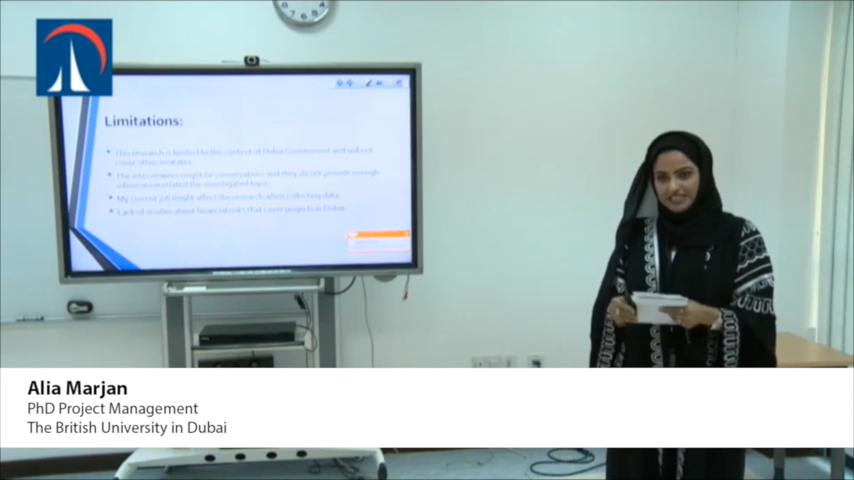 Limitations:
This research is limited to the context of Dubai Government and will not
cover other emirates.
The interviewees might be conservatives and they do not provide enough
information related the investigated topic.
My current job might affect the research when collecting data.
Lack of studies about financial risks that cover projects in Dubai.
Alia Marjan
PhD Project Management
The British University in Dubai